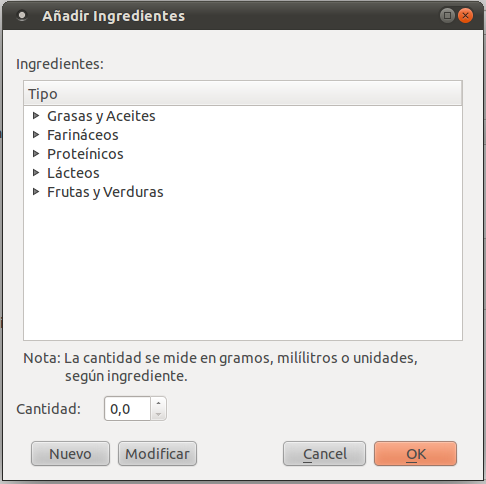 Añadir Ingredientes
Ingredientes:
Tipo
Grasas y Aceites
Farináceos
Proteínicos
Lácteos
Frutas y Verduras
Nota: La cantidad se mide en gramos, milílitros o unidades,
según ingrediente.
Cantidad: 0,0
Nuevo Modificar Cancel OK